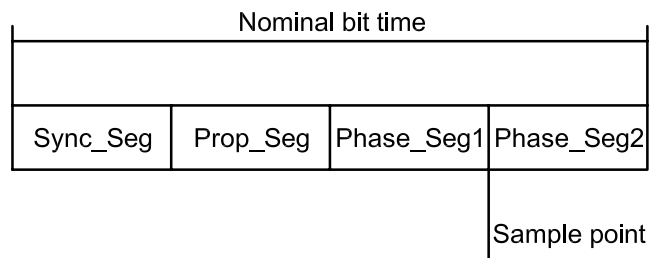 Nominal bit time
Sync_Seg Prop_Seg Phase_Seg1 Phase_Seg2
Sample point